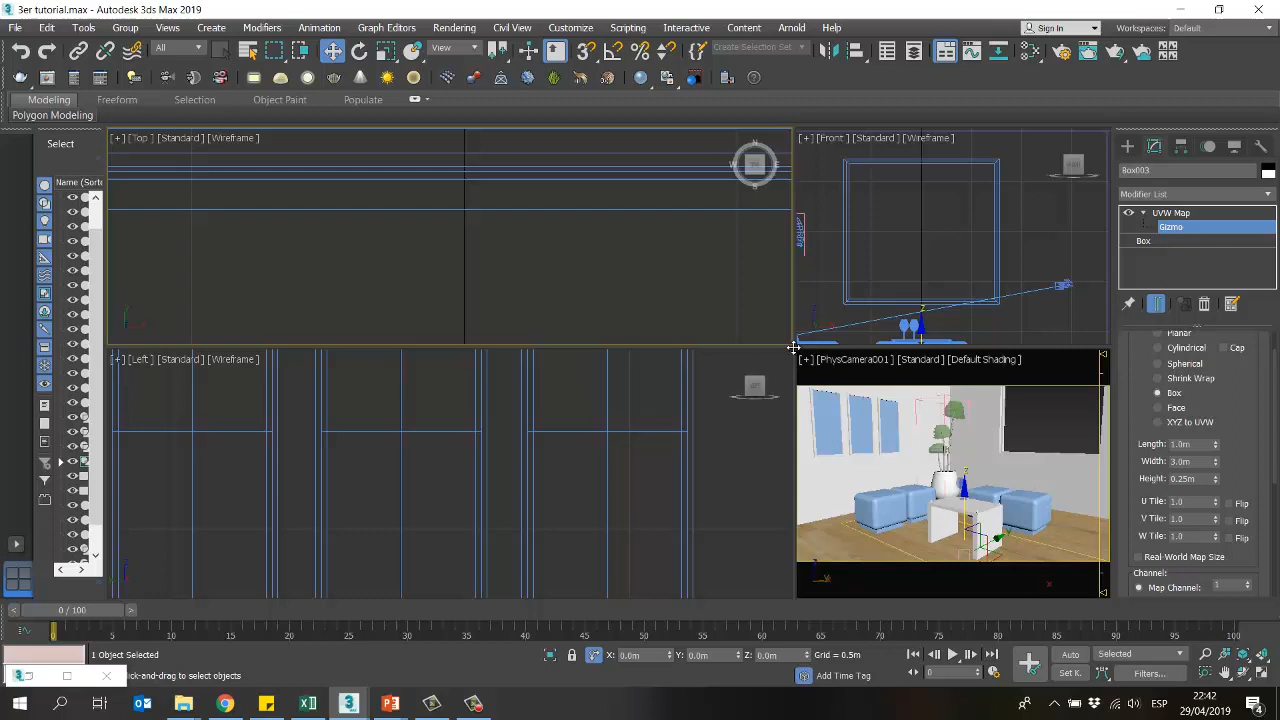 3er tutorial.max - Autodesk 3ds Max 2019
File Edit Tools Group Views Create Modifiers Animation Graph Editors Rendering Civil View Customize Scripting Interactive Content Arnold Help Sign In Workspaces: Default
All View Create Selection Set
Modeling Freeform Selection Object Paint Populate
Polygon Modeling
Select
Name (Sorte
[+] [Top ] [Standard ] [Wireframe ]
N
W
E
S
[+] [Front ] [Standard ] [Wireframe ]
[+] [Left ] [Standard ] [Wireframe ]
[+] [PhysCamera001 ] [Standard ] [Default Shading ]
Box003
Modifier List
UVW Map
Gizmo
Box
Planar
Cylindrical Cap
Spherical
Shrink Wrap
Box
Face
XYZ to UVW
Length: 1.0m
Width: 3.0m
Height: 0.25m
U Tile: 1.0 Flip
V Tile: 1.0 Flip
W Tile: 1.0 Flip
Real-World Map Size
Channel:
Map Channel: 1
0 / 100
0 5 10 15 20 25 30 35 40 45 50 55 60 65 70 75 80 85 90 95 100
1 Object Selected
X: 0.0m Y: 0.0m Z: 0.0m Grid = 0.5m
Auto Selected
ick-and-drag to select objects
Add Time Tag
0
Set K. Filters...
ESP
22:42
29/04/2019
4